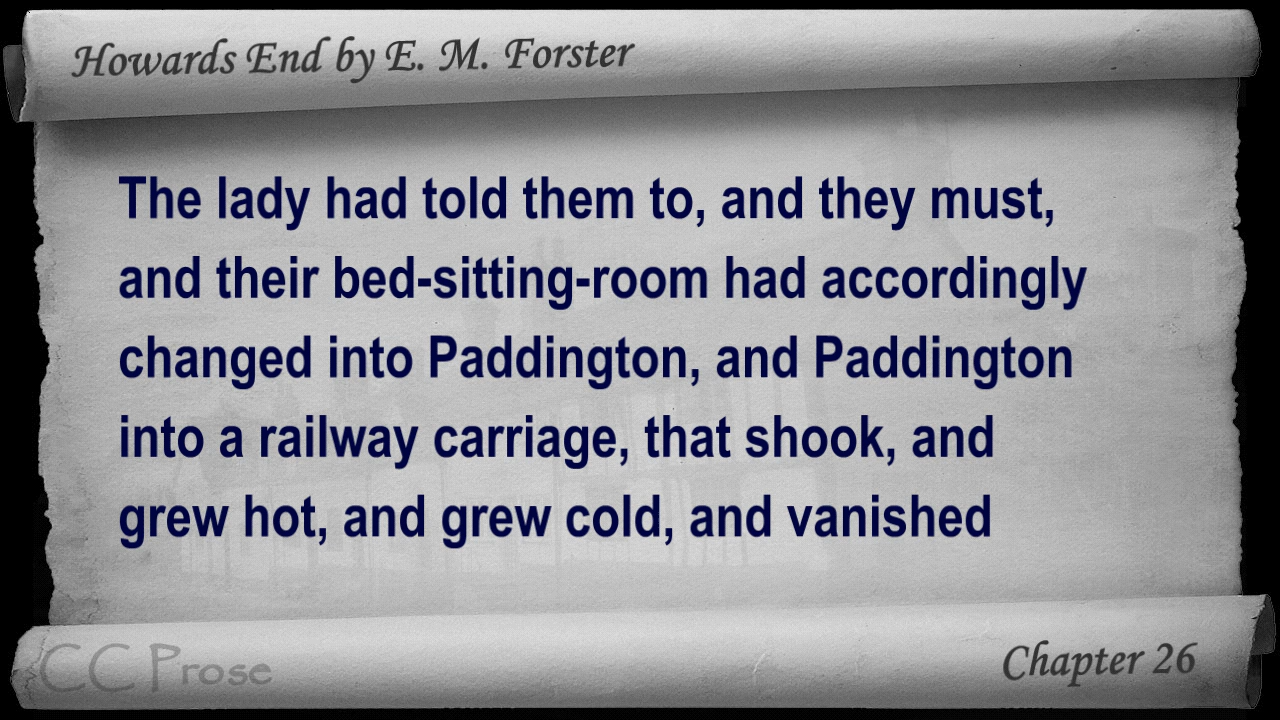 Howards End by E. M. Forster
The lady had told them to, and they must,
and their bed-sitting-room had accordingly
changed into Paddington, and Paddington
into a railway carriage, that shook, and
grew hot, and grew cold, and vanished
CC Prose
Chapter 26